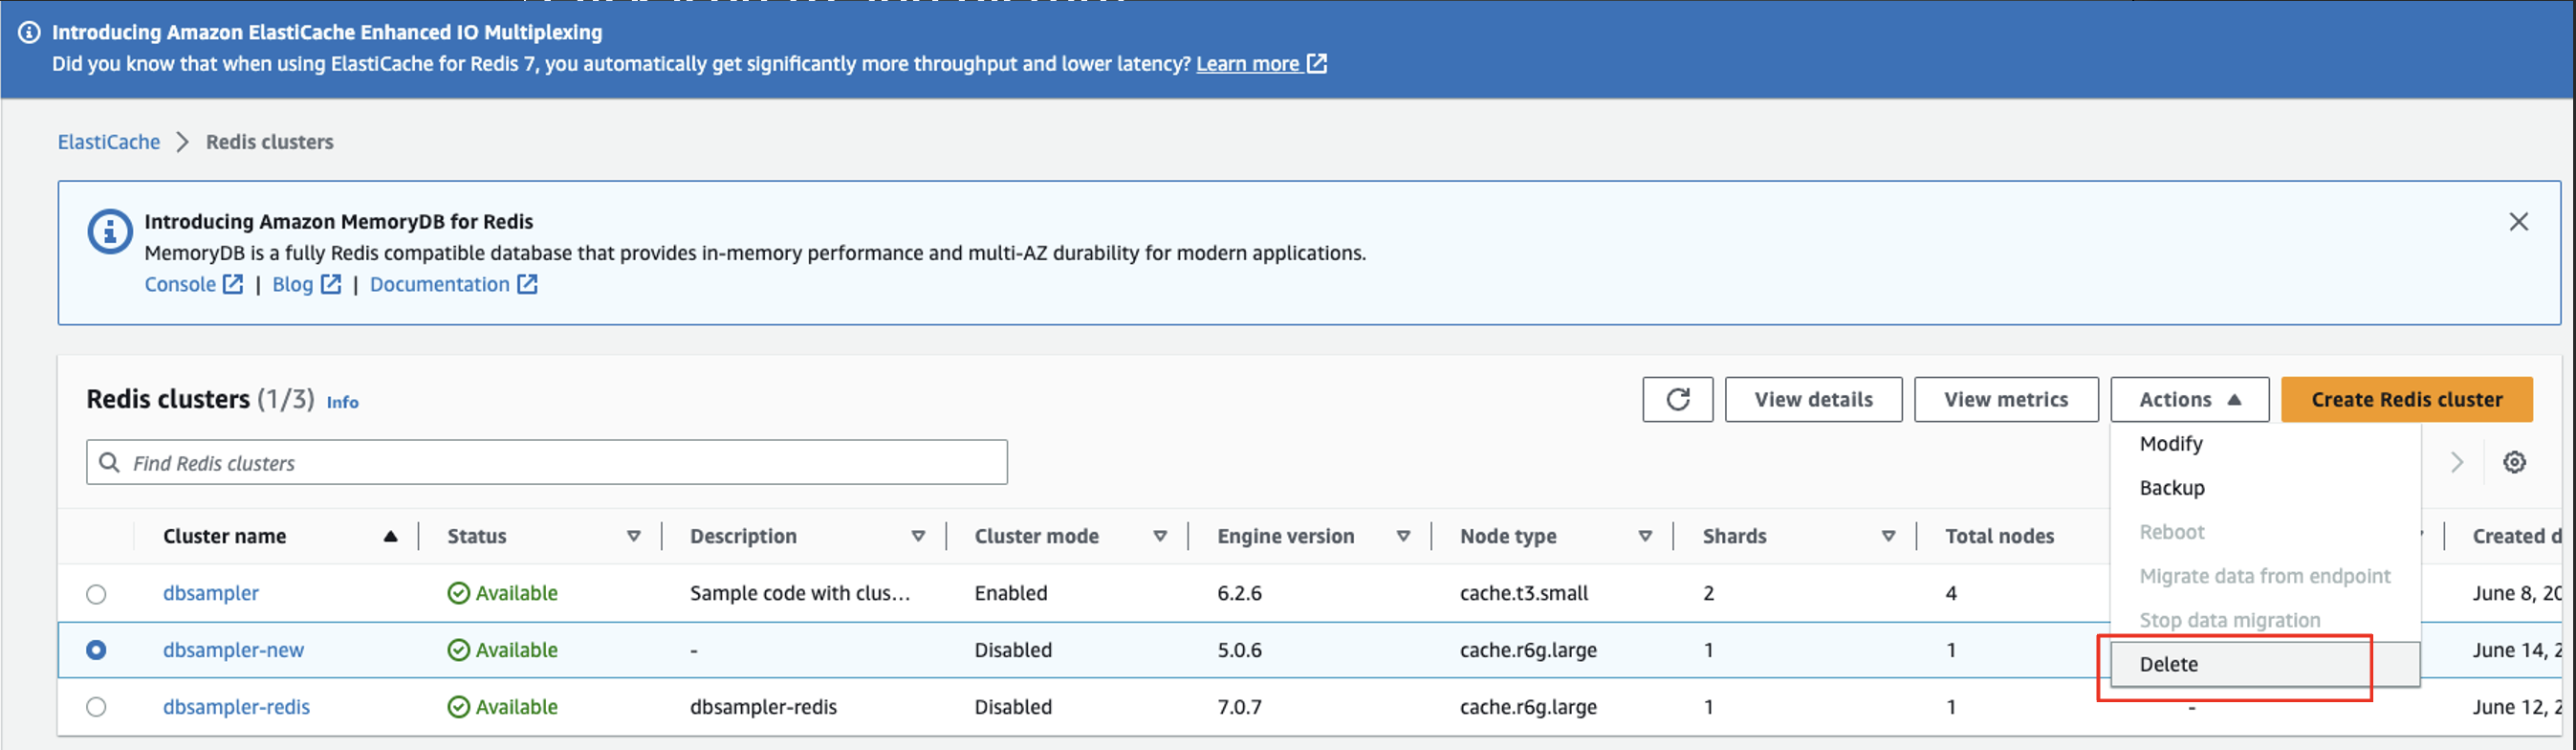 Introducing Amazon ElastiCache Enhanced IO Multiplexing
Did you know that when using ElastiCache for Redis 7, you automatically get significantly more throughput and lower latency? Learn more
ElastiCache > Redis clusters
Introducing Amazon MemoryDB for Redis
MemoryDB is a fully Redis compatible database that provides in-memory performance and multi-AZ durability for modern applications.
Console | Blog | Documentation
Redis clusters (1/3) Info
View details
View metrics
Actions
Create Redis cluster
Modify
Backup
Reboot
Migrate data from endpoint
Stop data migration
Delete
Find Redis clusters
Cluster name Status Description Cluster mode Engine version Node type Shards Total nodes Created d
dbsampler Available Sample code with clus... Enabled 6.2.6 cache.t3.small 2 4 June 8, 20
dbsampler-new Available - Disabled 5.0.6 cache.r6g.large 1 1 June 14, 2
dbsampler-redis Available dbsampler-redis Disabled 7.0.7 cache.r6g.large 1 1 - June 12, 2